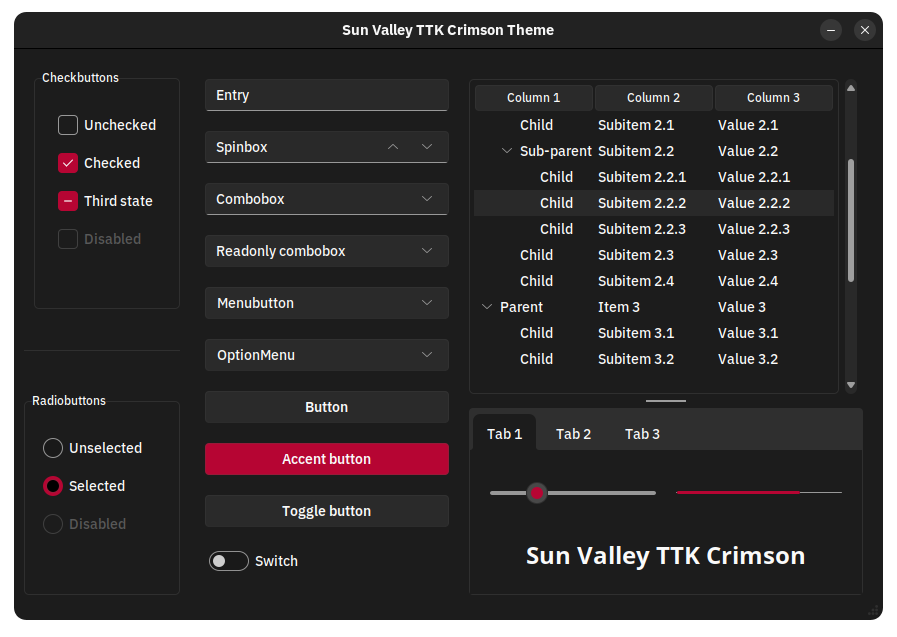 Sun Valley TTK Crimson Theme
Checkbuttons
Unchecked
Checked
Third state
Disabled
Radiobuttons
Unselected
Selected
Disabled
Entry
Spinbox
Combobox
Readonly combobox
Menubutton
OptionMenu
Button
Accent button
Toggle button
Switch
Column 1 Column 2 Column 3
Child Subitem 2.1 Value 2.1
Sub-parent Subitem 2.2 Value 2.2
Child Subitem 2.2.1 Value 2.2.1
Child Subitem 2.2.2 Value 2.2.2
Child Subitem 2.2.3 Value 2.2.3
Child Subitem 2.3 Value 2.3
Child Subitem 2.4 Value 2.4
Parent Item 3 Value 3
Child Subitem 3.1 Value 3.1
Child Subitem 3.2 Value 3.2
Tab 1 Tab 2 Tab 3
Sun Valley TTK Crimson